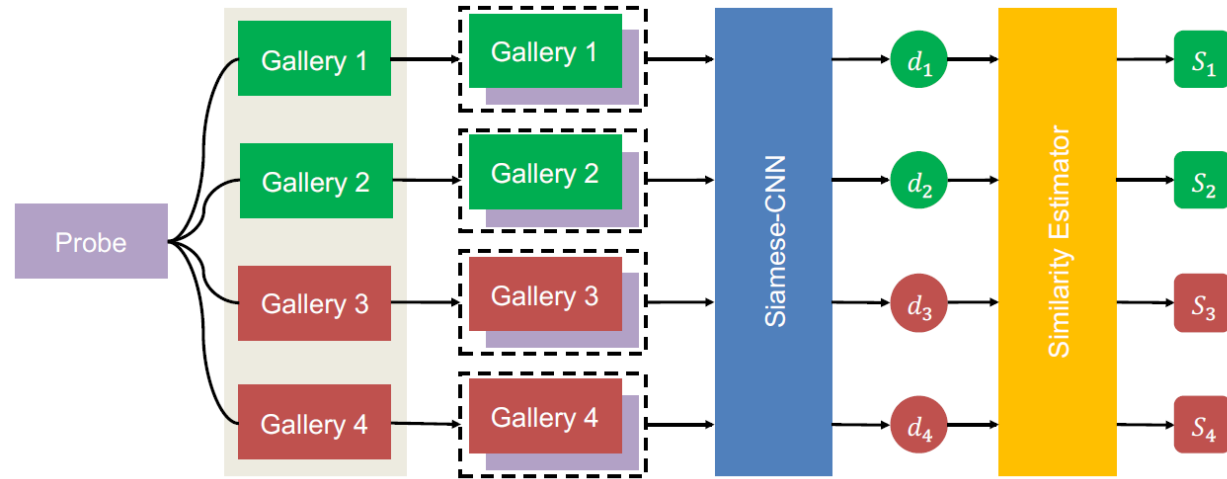 Gallery 1
Gallery 1
d₁
S₁
Gallery 2
Gallery 2
d₂
S₂
Probe
Siamese-CNN
Similarity Estimator
Gallery 3
Gallery 3
d₃
S₃
Gallery 4
Gallery 4
d₄
S₄